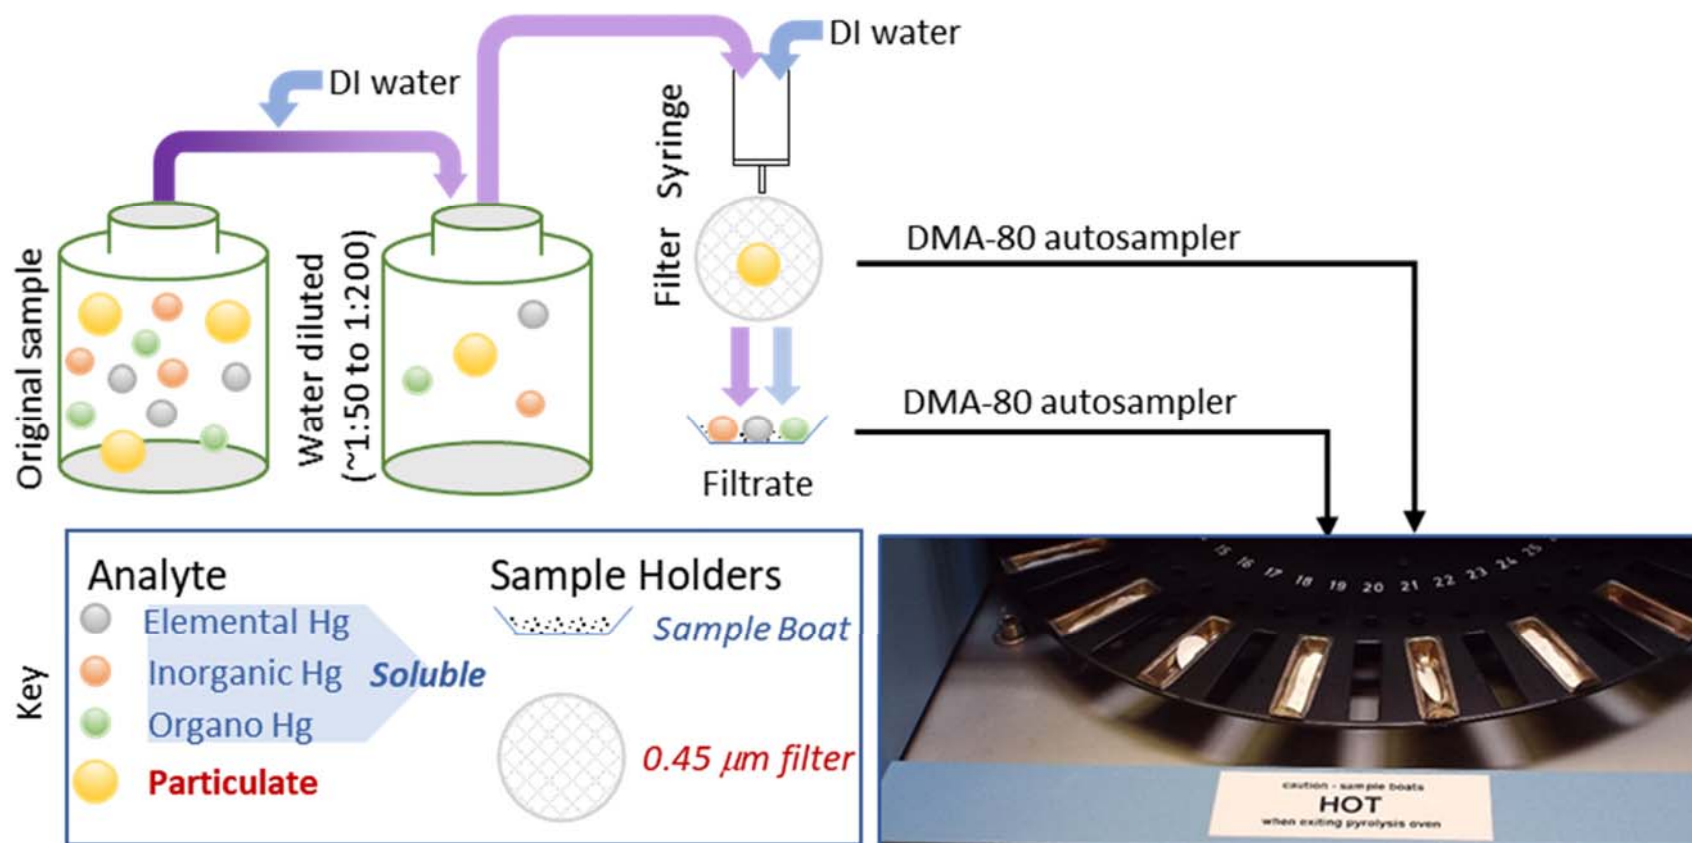 DI water
DI water
Original sample
Water diluted
(~1:50 to 1:200)
Filter Syringe
DMA-80 autosampler
DMA-80 autosampler
Filtrate
Key
Analyte
Elemental Hg
Inorganic Hg
Soluble
Organo Hg
Particulate
Sample Holders
Sample Boat
0.45 μm filter
15 16 17 18 19 20 21 22 23 24 25
caution - sample boats
HOT
when exiting pyrolysis oven